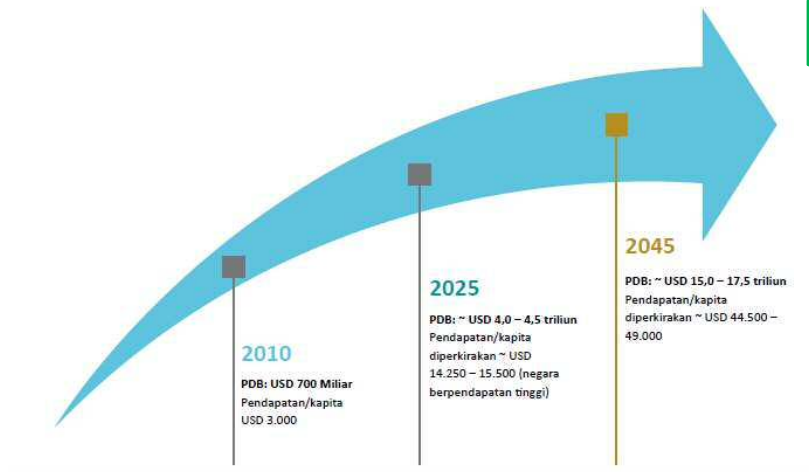 2010
PDB: USD 700 Miliar
Pendapatan/kapita
USD 3.000
2025
PDB: ~ USD 4,0 – 4,5 triliun
Pendapatan/kapita
diperkirakan ~ USD
14.250 – 15.500 (negara
berpendapatan tinggi)
2045
PDB: ~ USD 15,0 – 17,5 triliun
Pendapatan/kapita
diperkirakan ~ USD 44.500 –
49.000